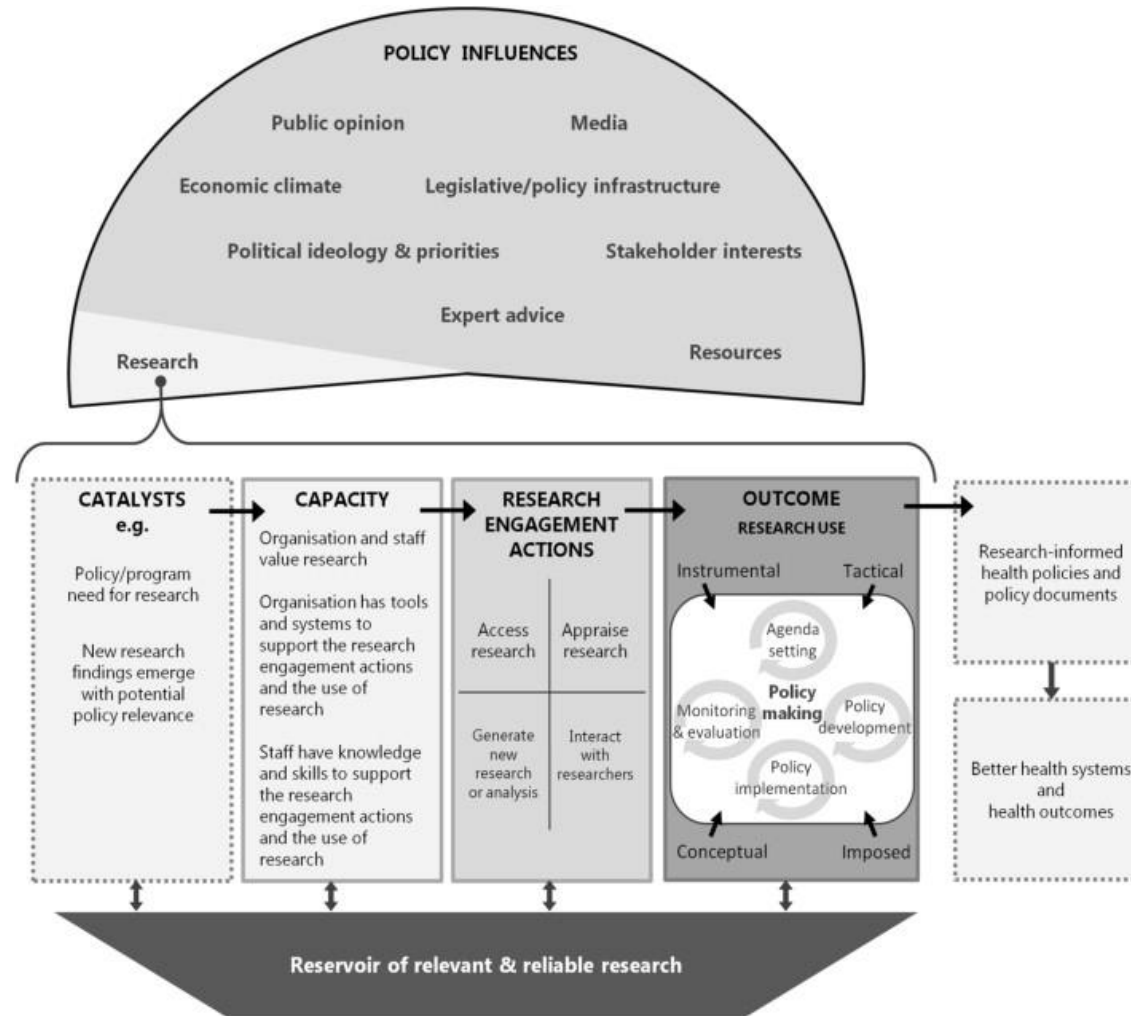 POLICY INFLUENCES
Public opinion
Media
Economic climate
Legislative/policy infrastructure
Political ideology & priorities
Stakeholder interests
Expert advice
Research
Resources
CATALYSTS
e.g.
Policy/program
need for research
New research
findings emerge
with potential
policy relevance
CAPACITY
Organisation and staff
value research
Organisation has tools
and systems to
support the research
engagement actions
and the use of
research
Staff have knowledge
and skills to support
the research
engagement actions
and the use of
research
RESEARCH
ENGAGEMENT
ACTIONS
Access
research
Appraise
research
Generate
new
research
or analysis
Interact
with
researchers
OUTCOME
RESEARCH USE
Instrumental
Tactical
Agenda
setting
Policy
making
Monitoring
& evaluation
Policy
development
Policy
implementation
Conceptual
Imposed
Research-informed
health policies and
policy documents
Better health systems
and
health outcomes
Reservoir of relevant & reliable research